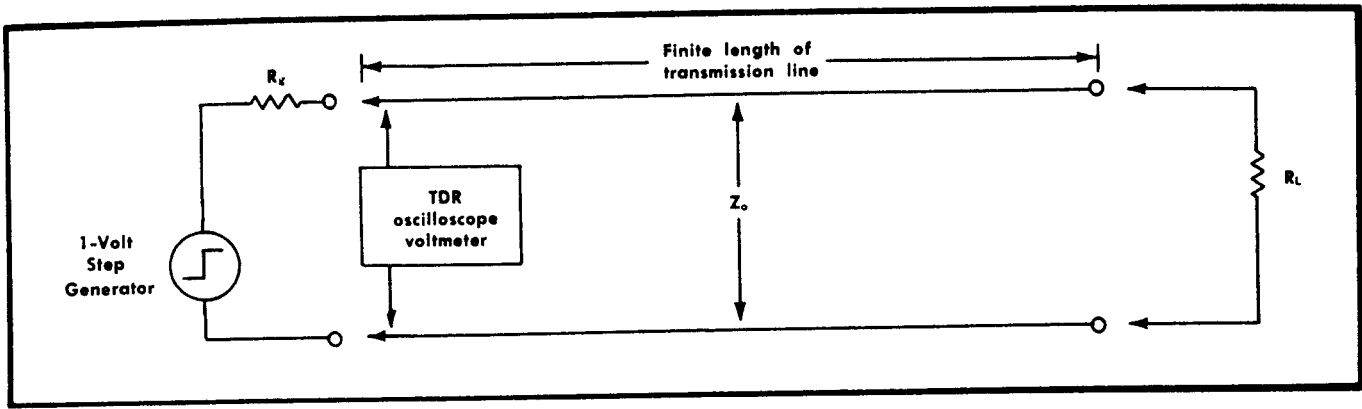 Finite length of
transmission line
Rg
TDR
oscilloscope
voltmeter
Zo
RL
1-Volt
Step
Generator